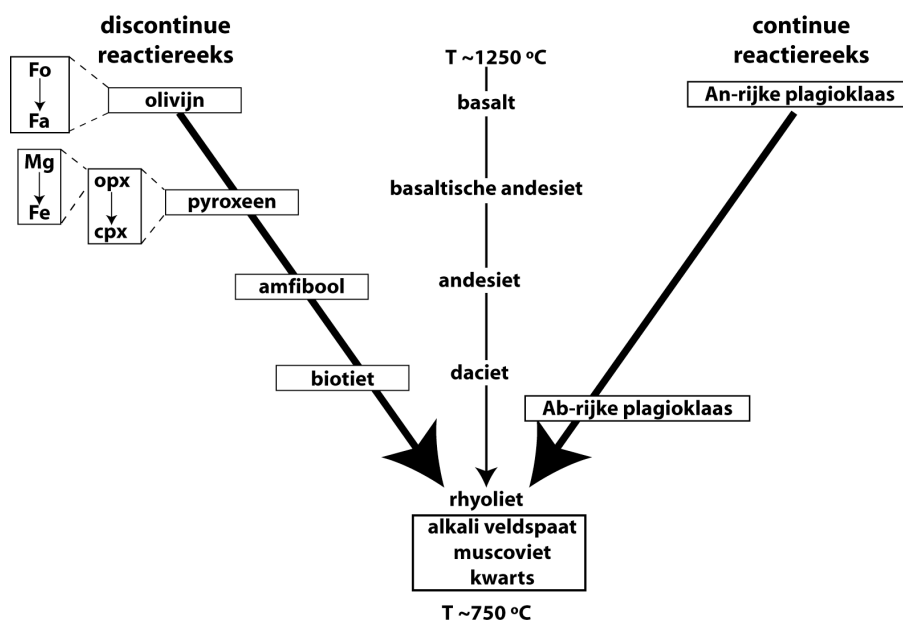 discontinue
reactiereeks
continue
reactiereeks
Fo
Fa
olivijn
T ~1250 ºC
basalt
An-rijke plagioklaas
Mg
Fe
opx
cpx
pyroxeen
basaltische andesiet
amfibool
andesiet
biotiet
daciet
Ab-rijke plagioklaas
rhyoliet
alkali veldspaat
muscoviet
kwarts
T ~750 ºC